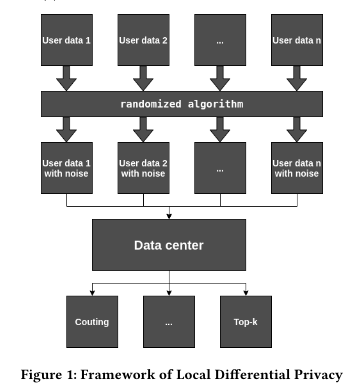 User data 1
User data 2
...
User data n
randomized algorithm
User data 1
with noise
User data 2
with noise
...
User data n
with noise
Data center
Couting
...
Top-k
Figure 1: Framework of Local Differential Privacy